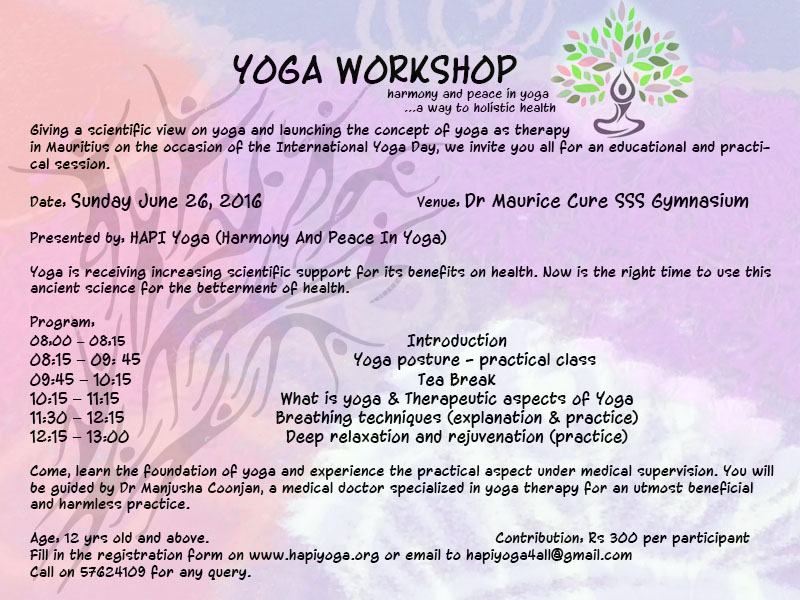 YOGA WORKSHOP
harmony and peace in yoga
...a way to holistic health
Giving a scientific view on yoga and launching the concept of yoga as therapy
in Mauritius on the occasion of the International Yoga Day, we invite you all for an educational and practi-
cal session.
Date: Sunday June 26, 2016 Venue: Dr Maurice Cure SSS Gymnasium
Presented by: HAPI Yoga (Harmony And Peace In Yoga)
Yoga is receiving increasing scientific support for its benefits on health. Now is the right time to use this
ancient science for the betterment of health.
Program:
08:00 – 08:15 Introduction
08:15 – 09: 45 Yoga posture - practical class
09:45 – 10:15 Tea Break
10:15 – 11:15 What is yoga & Therapeutic aspects of Yoga
11:30 – 12:15 Breathing techniques (explanation & practice)
12:15 – 13:00 Deep relaxation and rejuvenation (practice)
Come, learn the foundation of yoga and experience the practical aspect under medical supervision. You will
be guided by Dr Manjusha Coonjan, a medical doctor specialized in yoga therapy for an utmost beneficial
and harmless practice.
Age: 12 yrs old and above. Contribution: Rs 300 per participant
Fill in the registration form on www.hapiyoga.org or email to hapiyoga4all@gmail.com
Call on 57624109 for any query.